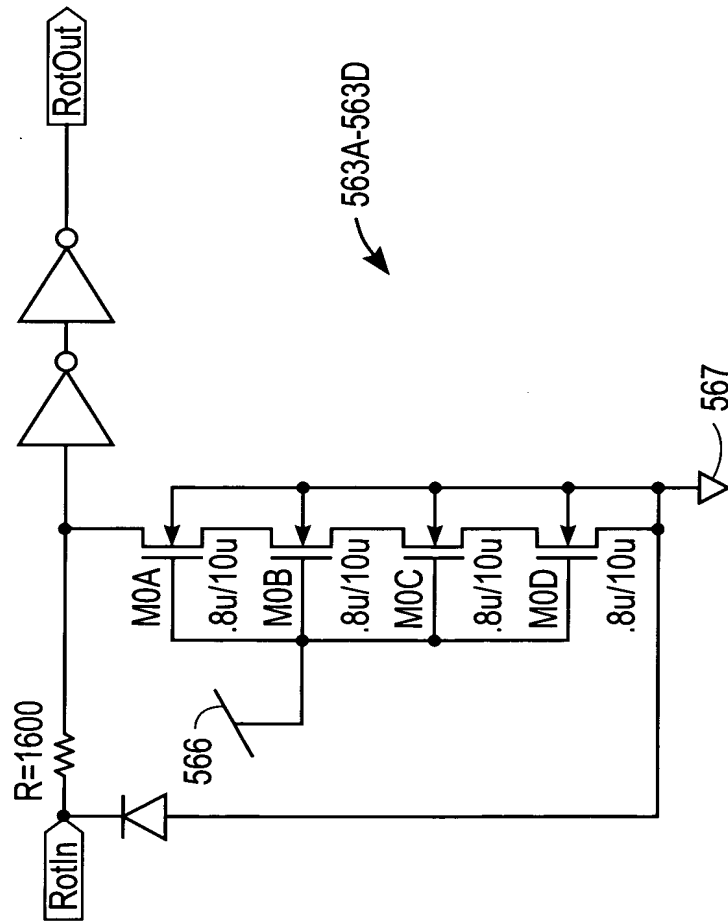 RotIn
R=1600
RotOut
566
M0A
.8u/10u
M0B
.8u/10u
M0C
.8u/10u
M0D
.8u/10u
563A-563D
567